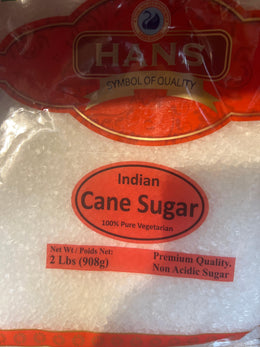 HANS
SYMBOL OF QUALITY
Indian
Cane Sugar
100% Pure Vegetarian
Net Wt / Poids Net:
2 Lbs (908g)
Premium Quality.
Non Acidic Sugar